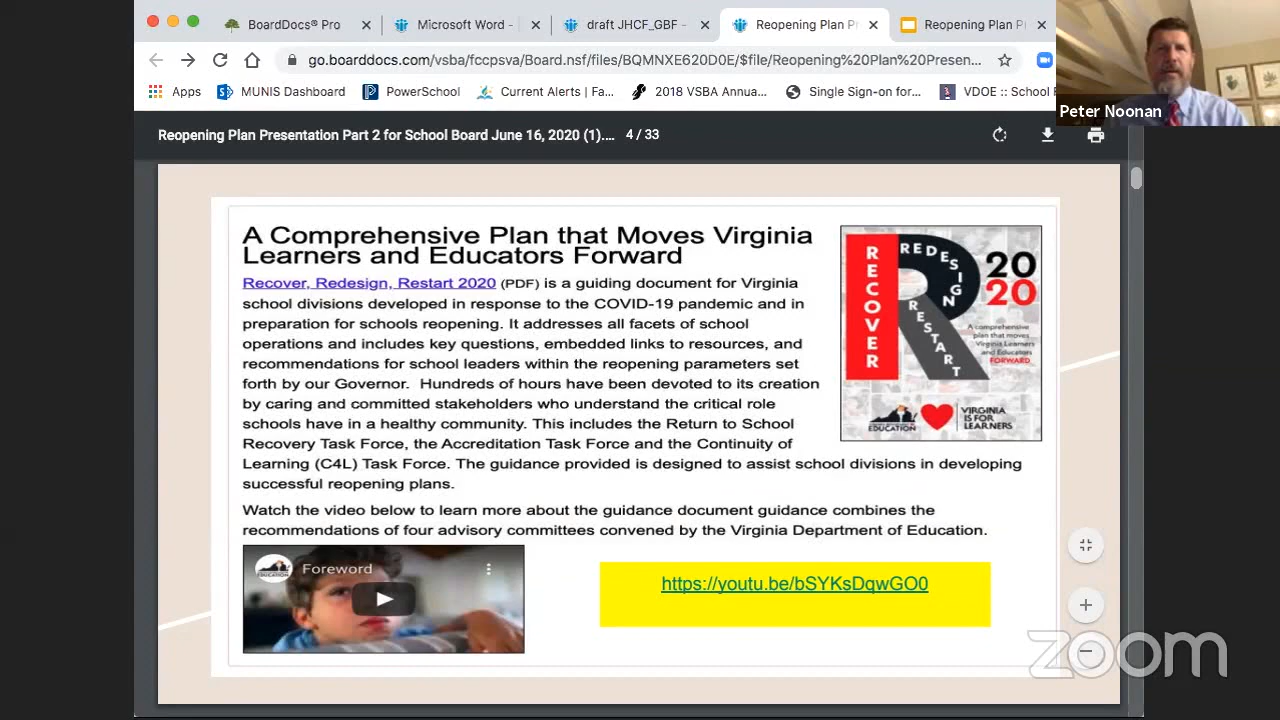 BoardDocs® Pro
Microsoft Word -
draft JHCF_GBF -
Reopening Plan Pr
Reopening Plan Pr
go.boarddocs.com/vsba/fccpsva/Board.nsf/files/BQMNXE620D0E/$file/Reopening%20Plan%20Presen...
Apps
MUNIS Dashboard
PowerSchool
Current Alerts | Fa...
2018 VSBA Annua...
Single Sign-on for...
VDOE :: School F
Peter Noonan
Reopening Plan Presentation Part 2 for School Board June 16, 2020 (1)....
4 / 33
A Comprehensive Plan that Moves Virginia
Learners and Educators Forward
Recover, Redesign, Restart 2020 (PDF) is a guiding document for Virginia
school divisions developed in response to the COVID-19 pandemic and in
preparation for schools reopening. It addresses all facets of school
operations and includes key questions, embedded links to resources, and
recommendations for school leaders within the reopening parameters set
forth by our Governor. Hundreds of hours have been devoted to its creation
by caring and committed stakeholders who understand the critical role
schools have in a healthy community. This includes the Return to School
Recovery Task Force, the Accreditation Task Force and the Continuity of
Learning (C4L) Task Force. The guidance provided is designed to assist school divisions in developing
successful reopening plans.
RECOVER
REDESIGN
RESTART
20
20
A comprehensive
plan that moves
Virginia Learners
and Educators
FORWARD
EDUCATION
VIRGINIA
IS FOR
LEARNERS
Watch the video below to learn more about the guidance document guidance combines the
recommendations of four advisory committees convened by the Virginia Department of Education.
EDUCATION
Foreword
https://youtu.be/bSYKsDqwGO0
zoom